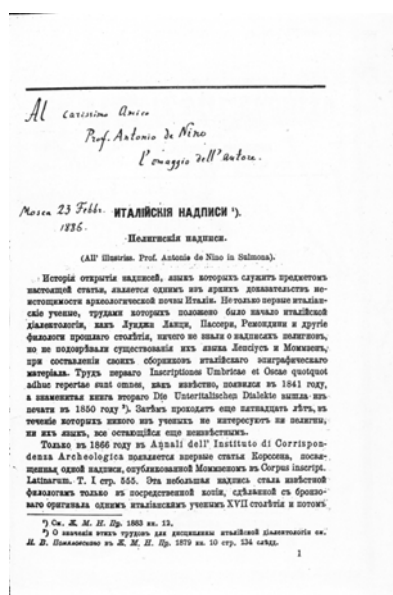 Al carissimo Amico
Prof. Antonio de Nino
l'omaggio dell'autore.
Mosca 23 Febbr.
1886.
ИТАЛІЙСКІЯ НАДПИСИ ¹).
Пелигнскія надписи.
(All' Illustriss. Prof. Antonio de Nino in Sulmona).
Исторія открытія надписей, языкъ которыхъ служитъ предметомъ
настоящей статьи, является однимъ изъ яркихъ доказательствъ не-
истощимости археологической почвы Италіи. Не только первые италіан-
скіе ученые, трудами которыхъ положено было начало италійской
діалектологіи, какъ Луиджи Ланци, Пассери, Ремондини и другіе
филологи прошлаго столѣтія, ничего не знали о надписяхъ пелигновъ,
но не подозрѣвали существованія ихъ языка Лепсіусъ и Моммзенъ,
при составленіи своихъ сборниковъ италійскаго эпиграфическаго
матеріала. Трудъ перваго Inscriptiones Umbricae et Oscae quotquot
adhuc repertae sunt omnes, какъ извѣстно, появился въ 1841 году,
а знаменитая книга втораго Die Unteritalischen Dialekte вышла изъ
печати въ 1850 году ²). Затѣмъ проходятъ еще пятнадцать лѣтъ, въ
теченіе которыхъ никого изъ ученыхъ не интересуютъ ни пелигны,
ни ихъ языкъ, все остающійся еще неизвѣстнымъ.
Только въ 1866 году въ Annali dell' Instituto di Corrispon-
denza Archeologica появляется впервые статья Корссена, посвя-
щенная одной надписи, опубликованной Моммзеномъ въ Corpus inscript.
Latinarum. T. I стр. 555. Эта небольшая надпись стала извѣстной
филологамъ только въ посредственной копіи, сдѣланной съ бронзо-
ваго оригинала однимъ италіанскимъ ученымъ XVII столѣтія и потомъ
¹) См. Ж. М. Н. Пр. 1883 кн. 12.
²) О значеніи этихъ трудовъ для дисциплины италійской діалектологіи см.
И. В. Помяловскаго въ Ж. М. Н. Пр. 1879 кн. 10 стр. 134 слѣдд.
1